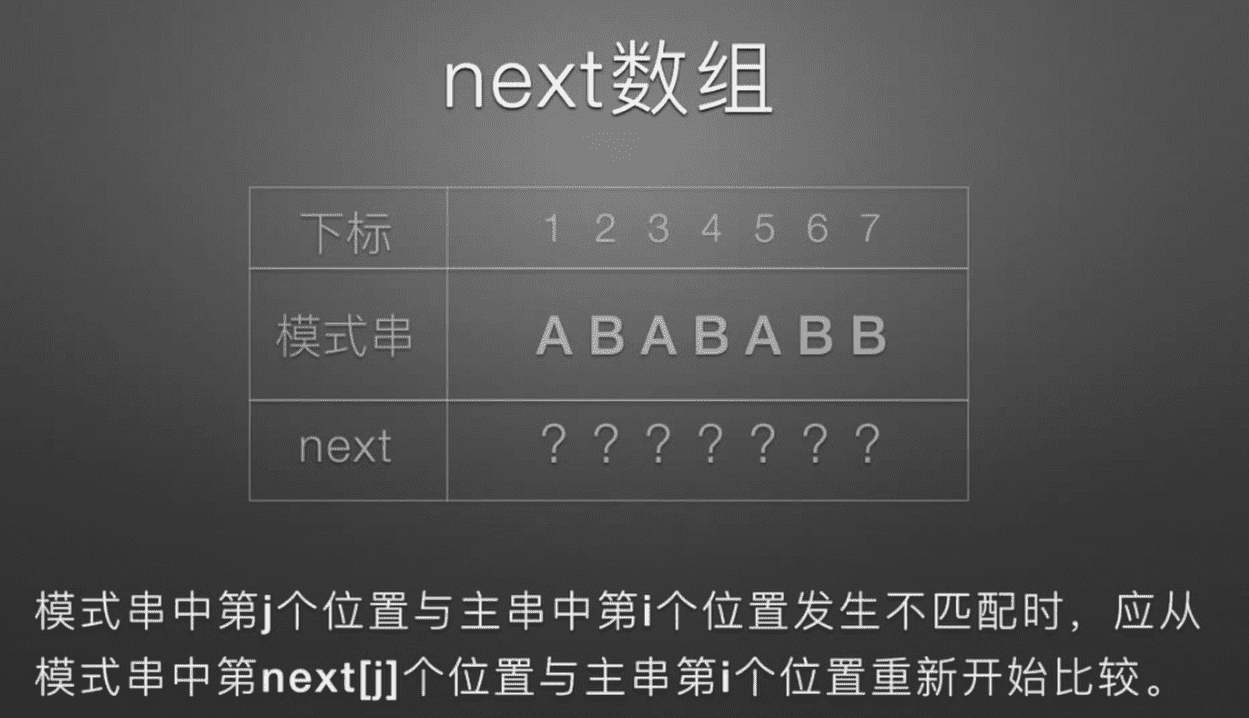 next数组
下标 1 2 3 4 5 6 7
模式串 A B A B A B B
next ? ? ? ? ? ? ?
模式串中第j个位置与主串中第i个位置发生不匹配时，应从
模式串中第next[j]个位置与主串第i个位置重新开始比较。